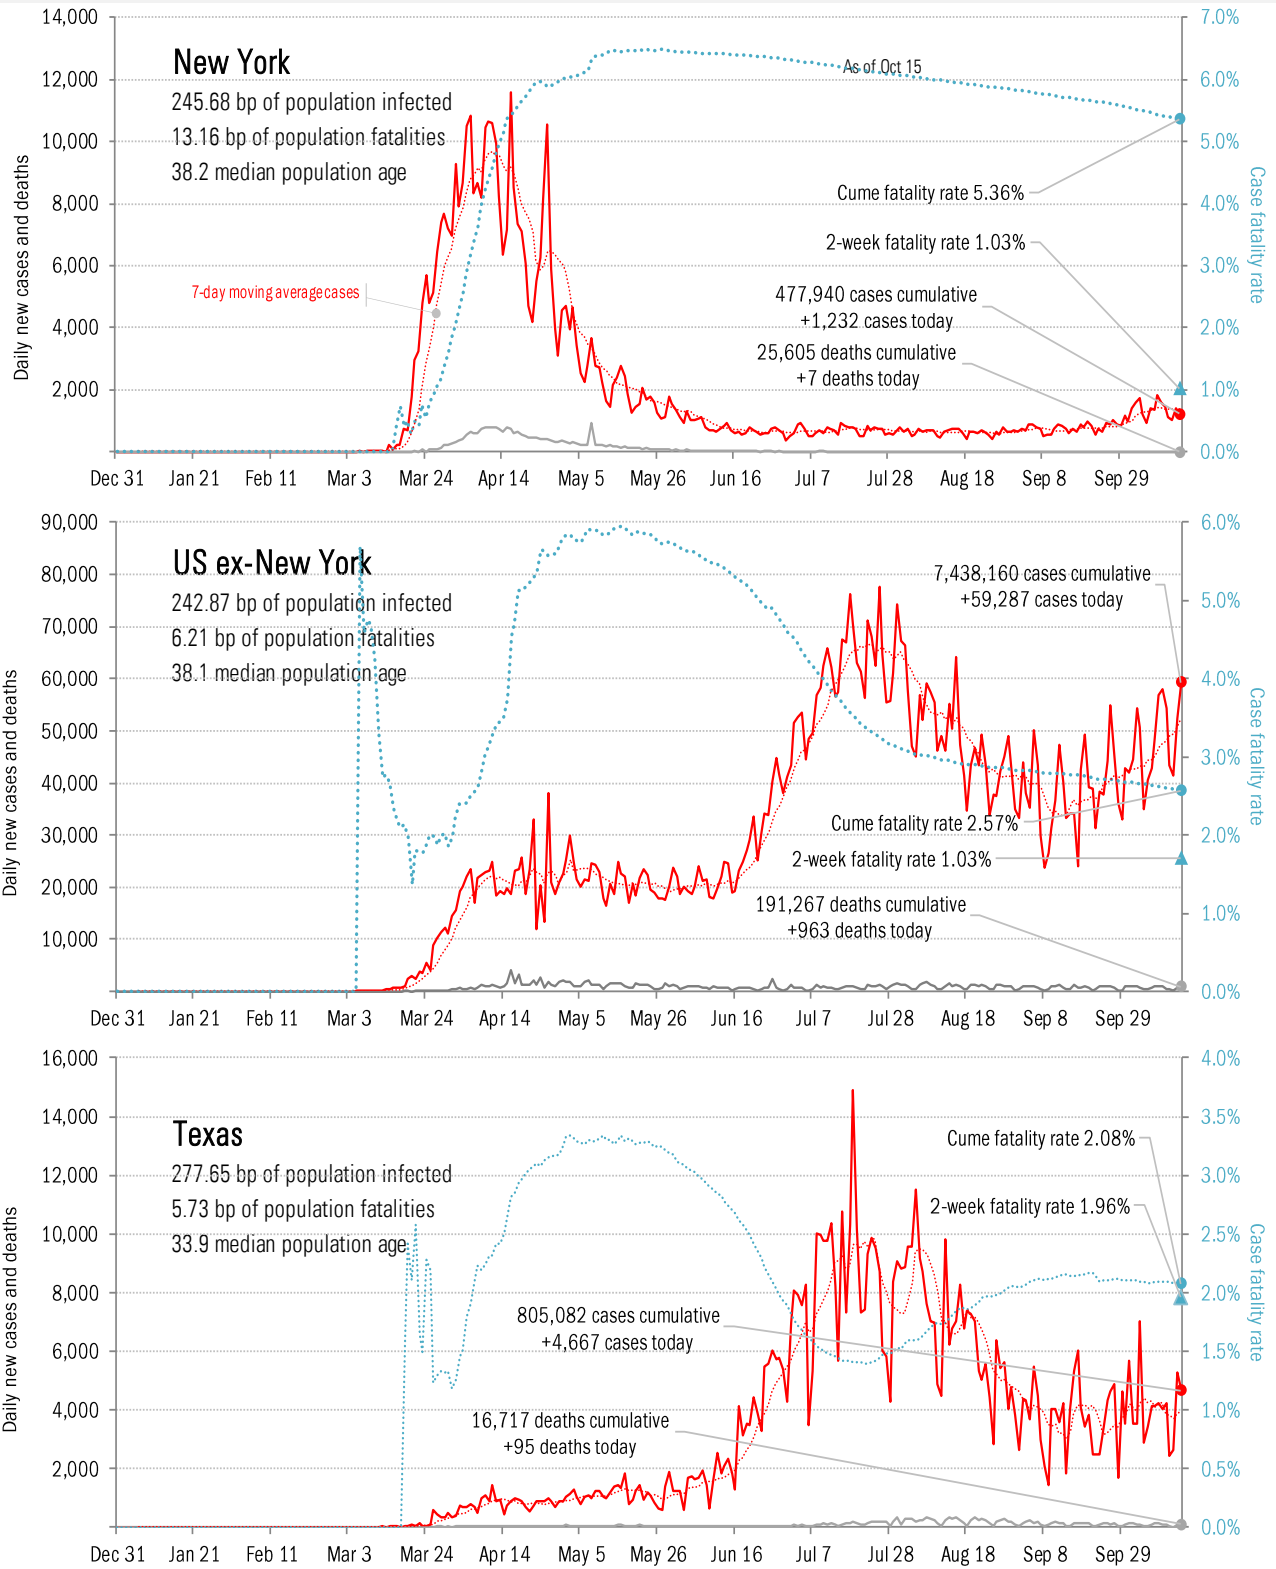 14,000
7.0%
New York
As of Oct 15
12,000
6.0%
245.68 bp of population infected
10,000
5.0%
13.16 bp of population fatalities
38.2 median population age
8,000
4.0%
Cume fatality rate 5.36%
2-week fatality rate 1.03%
6,000
3.0%
7-day moving average cases
477,940 cases cumulative
+1,232 cases today
4,000
2.0%
25,605 deaths cumulative
+7 deaths today
2,000
1.0%
0.0%
Daily new cases and deaths
Case fatality rate
Dec 31 Jan 21 Feb 11 Mar 3 Mar 24 Apr 14 May 5 May 26 Jun 16 Jul 7 Jul 28 Aug 18 Sep 8 Sep 29
90,000
6.0%
US ex-New York
80,000
7,438,160 cases cumulative
+59,287 cases today
242.87 bp of population infected
5.0%
70,000
6.21 bp of population fatalities
38.1 median population age
60,000
4.0%
50,000
3.0%
40,000
Cume fatality rate 2.57%
30,000
2.0%
2-week fatality rate 1.03%
20,000
191,267 deaths cumulative
+963 deaths today
1.0%
10,000
0.0%
Daily new cases and deaths
Case fatality rate
Dec 31 Jan 21 Feb 11 Mar 3 Mar 24 Apr 14 May 5 May 26 Jun 16 Jul 7 Jul 28 Aug 18 Sep 8 Sep 29
16,000
4.0%
14,000
3.5%
Texas
Cume fatality rate 2.08%
277.65 bp of population infected
12,000
3.0%
5.73 bp of population fatalities
2-week fatality rate 1.96%
10,000
2.5%
33.9 median population age
8,000
2.0%
805,082 cases cumulative
+4,667 cases today
6,000
1.5%
16,717 deaths cumulative
+95 deaths today
4,000
1.0%
2,000
0.5%
0.0%
Daily new cases and deaths
Case fatality rate
Dec 31 Jan 21 Feb 11 Mar 3 Mar 24 Apr 14 May 5 May 26 Jun 16 Jul 7 Jul 28 Aug 18 Sep 8 Sep 29